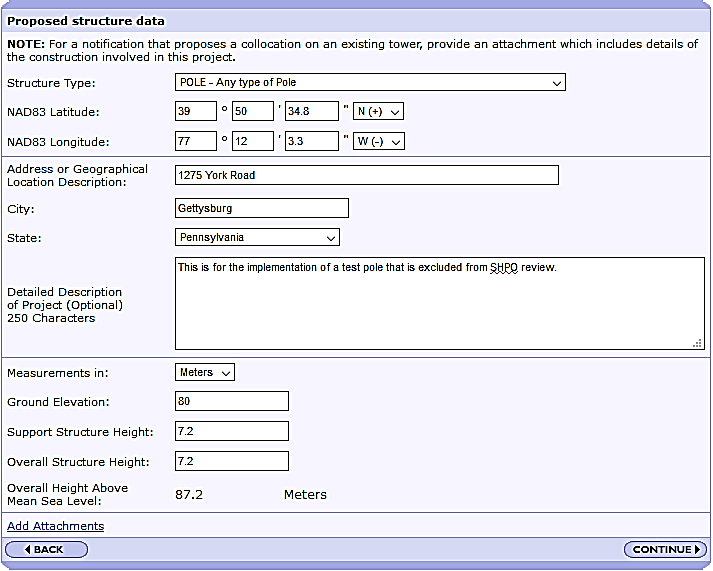 Proposed structure data
NOTE: For a notification that proposes a collocation on an existing tower, provide an attachment which includes details of
the construction involved in this project.
Structure Type: POLE - Any type of Pole
NAD83 Latitude: 39 ° 50 ' 34.8 " N (+)
NAD83 Longitude: 77 ° 12 ' 3.3 " W (-)
Address or Geographical
Location Description: 1275 York Road
City: Gettysburg
State: Pennsylvania
This is for the implementation of a test pole that is excluded from SHPO review.
Detailed Description
of Project (Optional)
250 Characters
Measurements in: Meters
Ground Elevation: 80
Support Structure Height: 7.2
Overall Structure Height: 7.2
Overall Height Above
Mean Sea Level: 87.2 Meters
Add Attachments
BACK CONTINUE